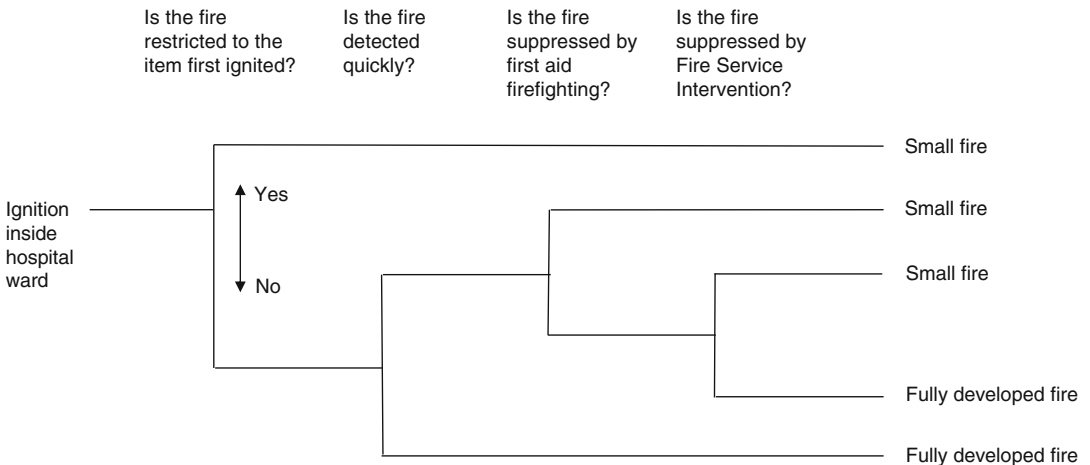 Is the fire
restricted to the
item first ignited?
Is the fire
detected
quickly?
Is the fire
suppressed by
first aid
firefighting?
Is the fire
suppressed by
Fire Service
Intervention?
Small fire
Yes
Ignition
inside
hospital
ward
Small fire
Small fire
No
Fully developed fire
Fully developed fire